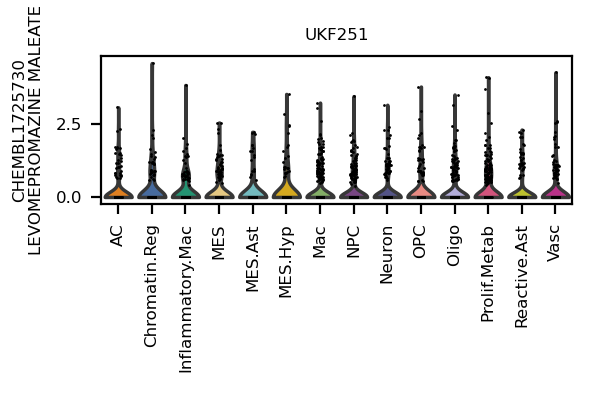 UKF251
CHEMBL1725730
LEVOMEPROMAZINE MALEATE
2.5
0.0
AC
Chromatin.Reg
Inflammatory.Mac
MES
MES.Ast
MES.Hyp
Mac
NPC
Neuron
OPC
Oligo
Prolif.Metab
Reactive.Ast
Vasc